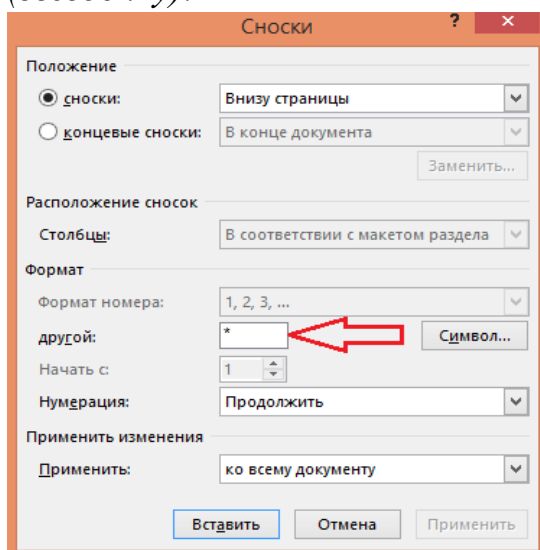 Сноски ?
Положение
сноски: Внизу страницы
концевые сноски: В конце документа
Заменить...
Расположение сносок
Столбцы: В соответствии с макетом раздела
Формат
Формат номера: 1, 2, 3, ...
другой: * Символ...
Начать с: 1
Нумерация: Продолжить
Применить изменения
Применить: ко всему документу
Вставить Отмена Применить